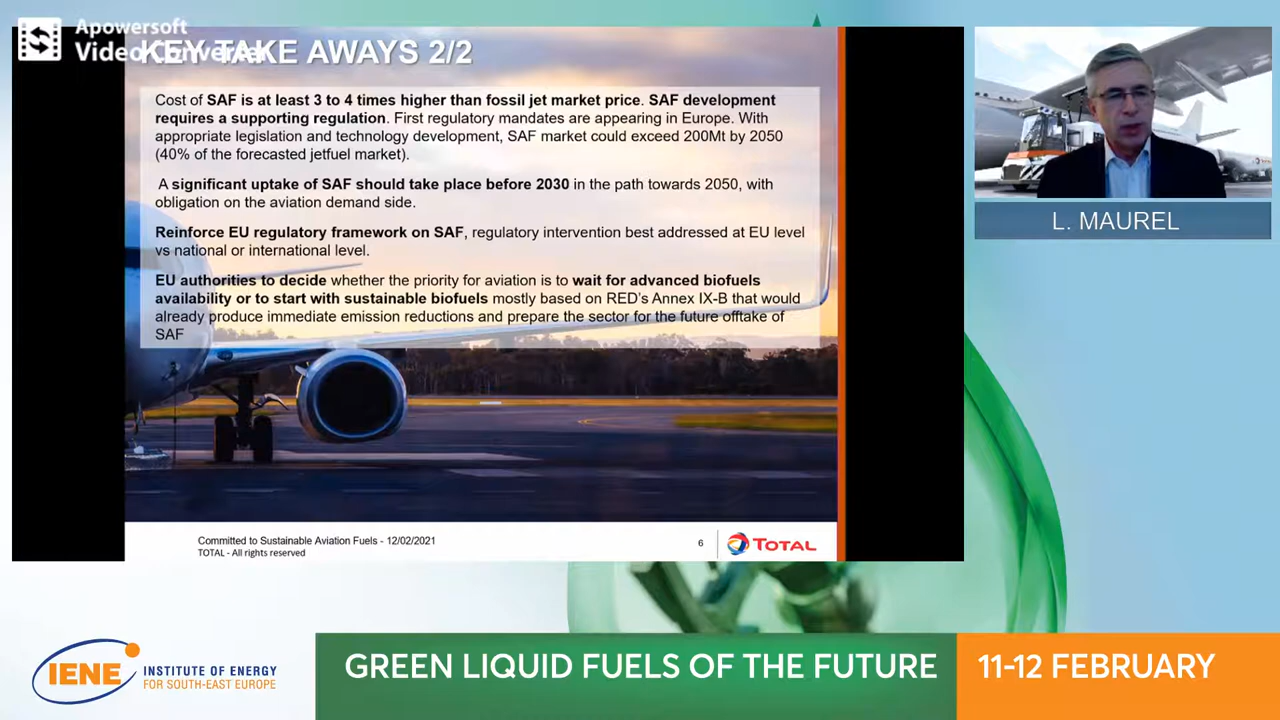 Apowersoft
Video Converter
KEY TAKE AWAYS 2/2
Cost of SAF is at least 3 to 4 times higher than fossil jet market price. SAF development
requires a supporting regulation. First regulatory mandates are appearing in Europe. With
appropriate legislation and technology development, SAF market could exceed 200Mt by 2050
(40% of the forecasted jetfuel market).
A significant uptake of SAF should take place before 2030 in the path towards 2050, with
obligation on the aviation demand side.
Reinforce EU regulatory framework on SAF, regulatory intervention best addressed at EU level
vs national or international level.
EU authorities to decide whether the priority for aviation is to wait for advanced biofuels
availability or to start with sustainable biofuels mostly based on RED's Annex IX-B that would
already produce immediate emission reductions and prepare the sector for the future offtake of
SAF
Committed to Sustainable Aviation Fuels - 12/02/2021
TOTAL - All rights reserved
6
TOTAL
L. MAUREL
IENE
INSTITUTE OF ENERGY
FOR SOUTH-EAST EUROPE
GREEN LIQUID FUELS OF THE FUTURE
11-12 FEBRUARY